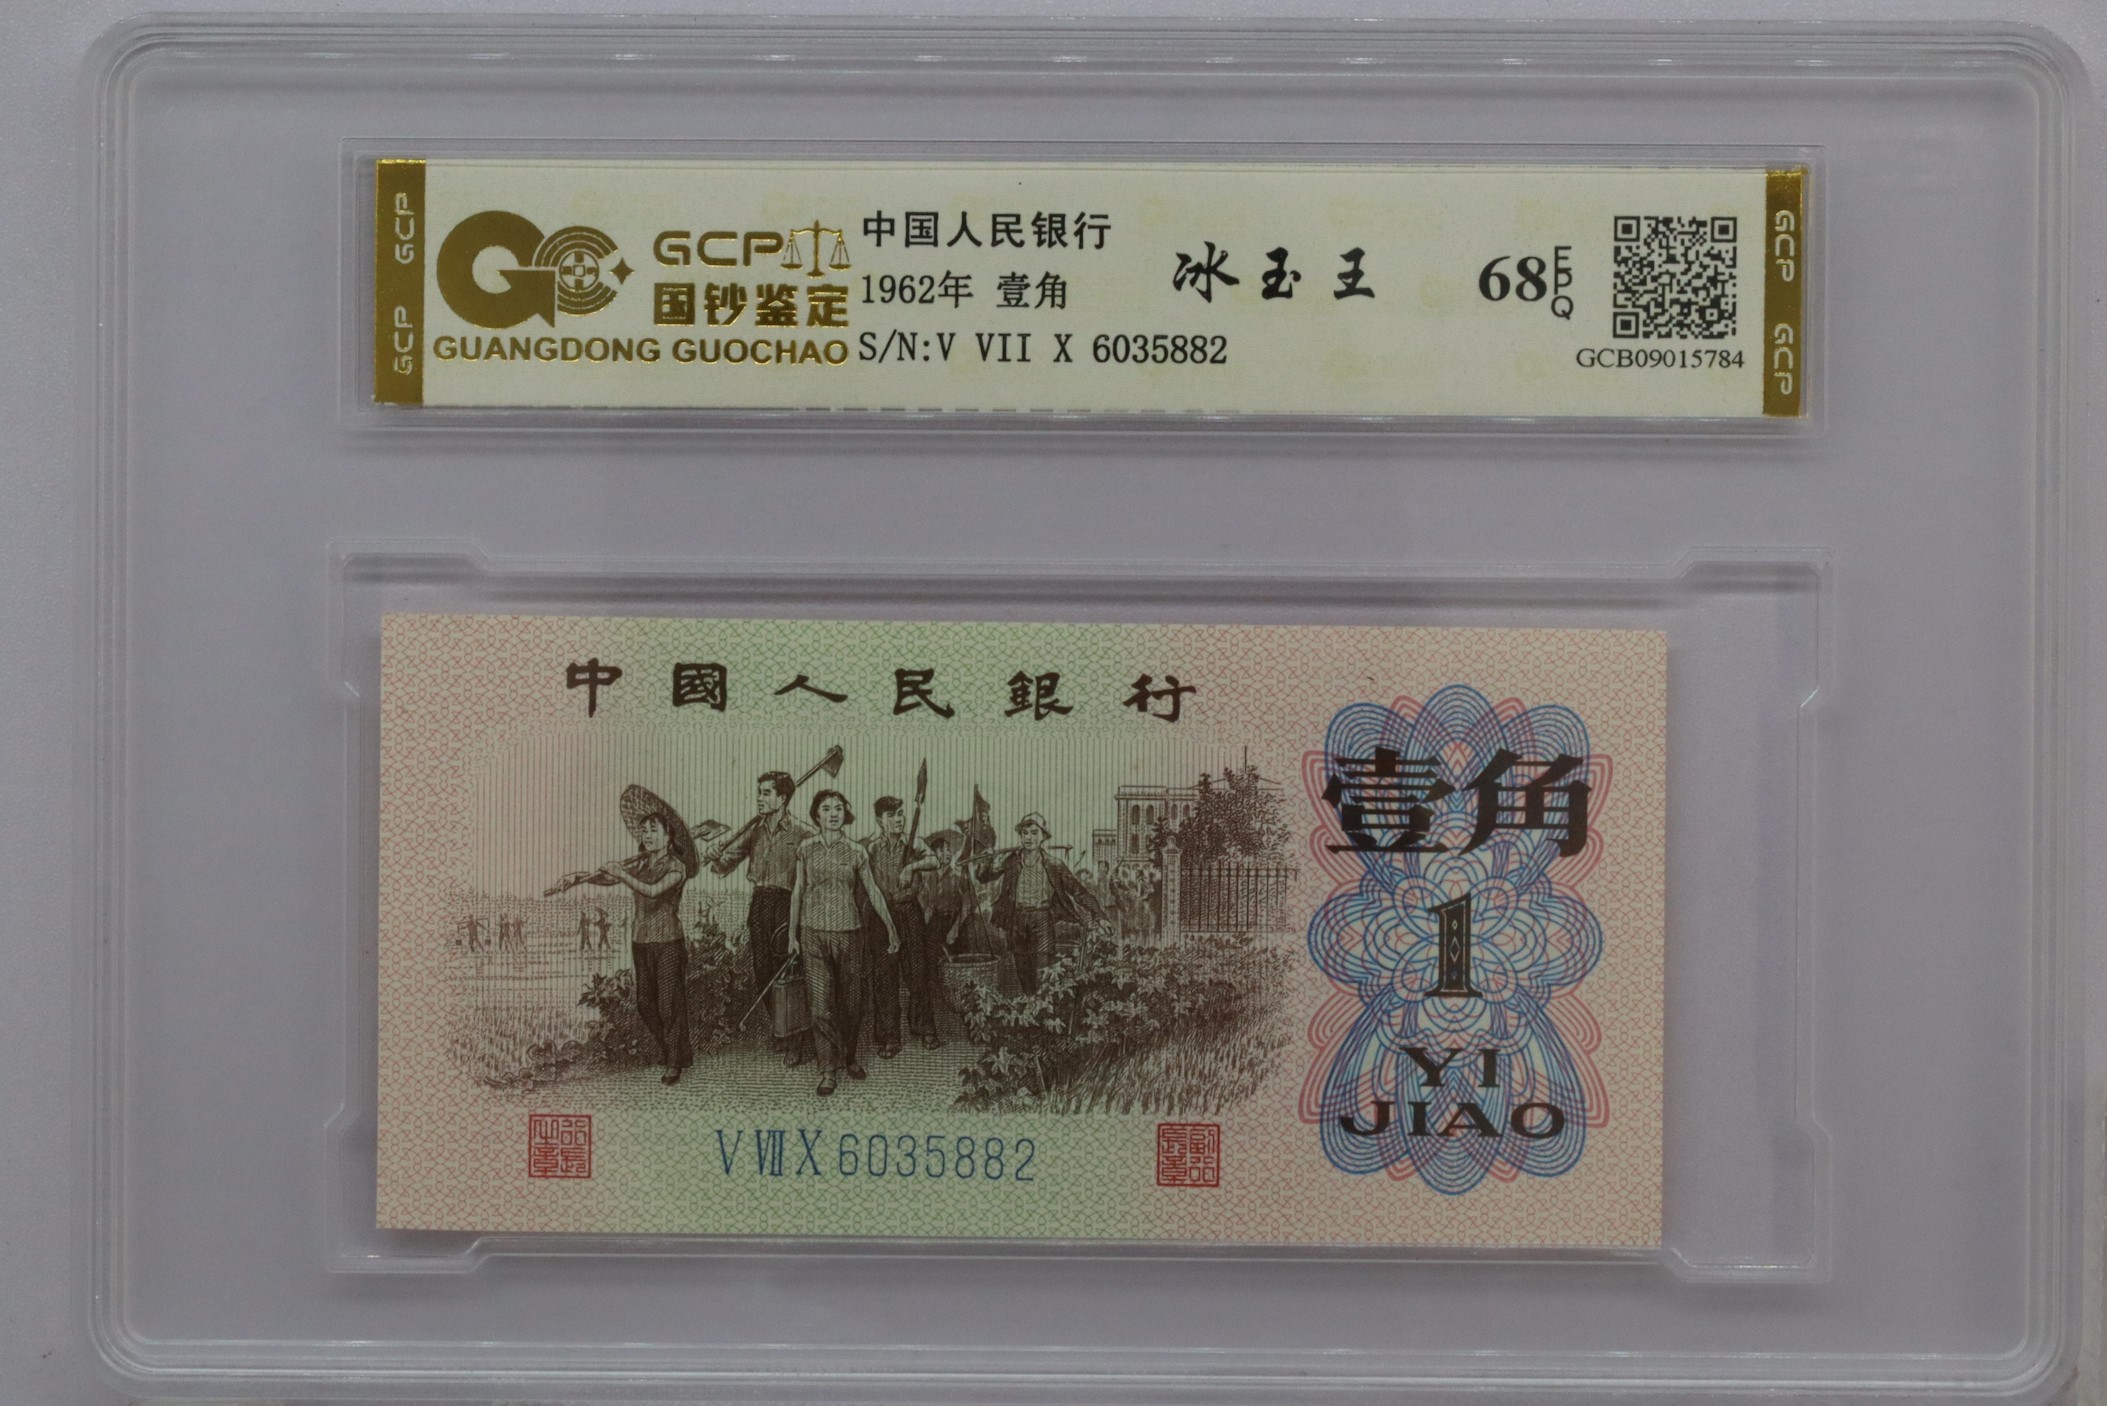 GCP GCP
GCP
国钞鉴定
GUANGDONG GUOCHAO
中国人民银行
1962年 壹角
S/N:V VII X 6035882
冰玉王
68 EPQ
GCB09015784
GCP GCP
中國人民銀行
壹角
1
YI
JIAO
V VII X 6035882